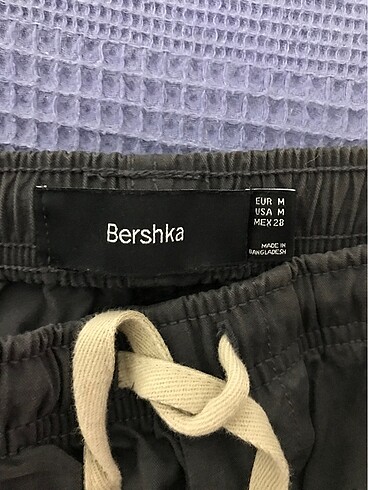 Bershka
EUR M
USA M
MEX 28
MADE IN
BANGLADESH